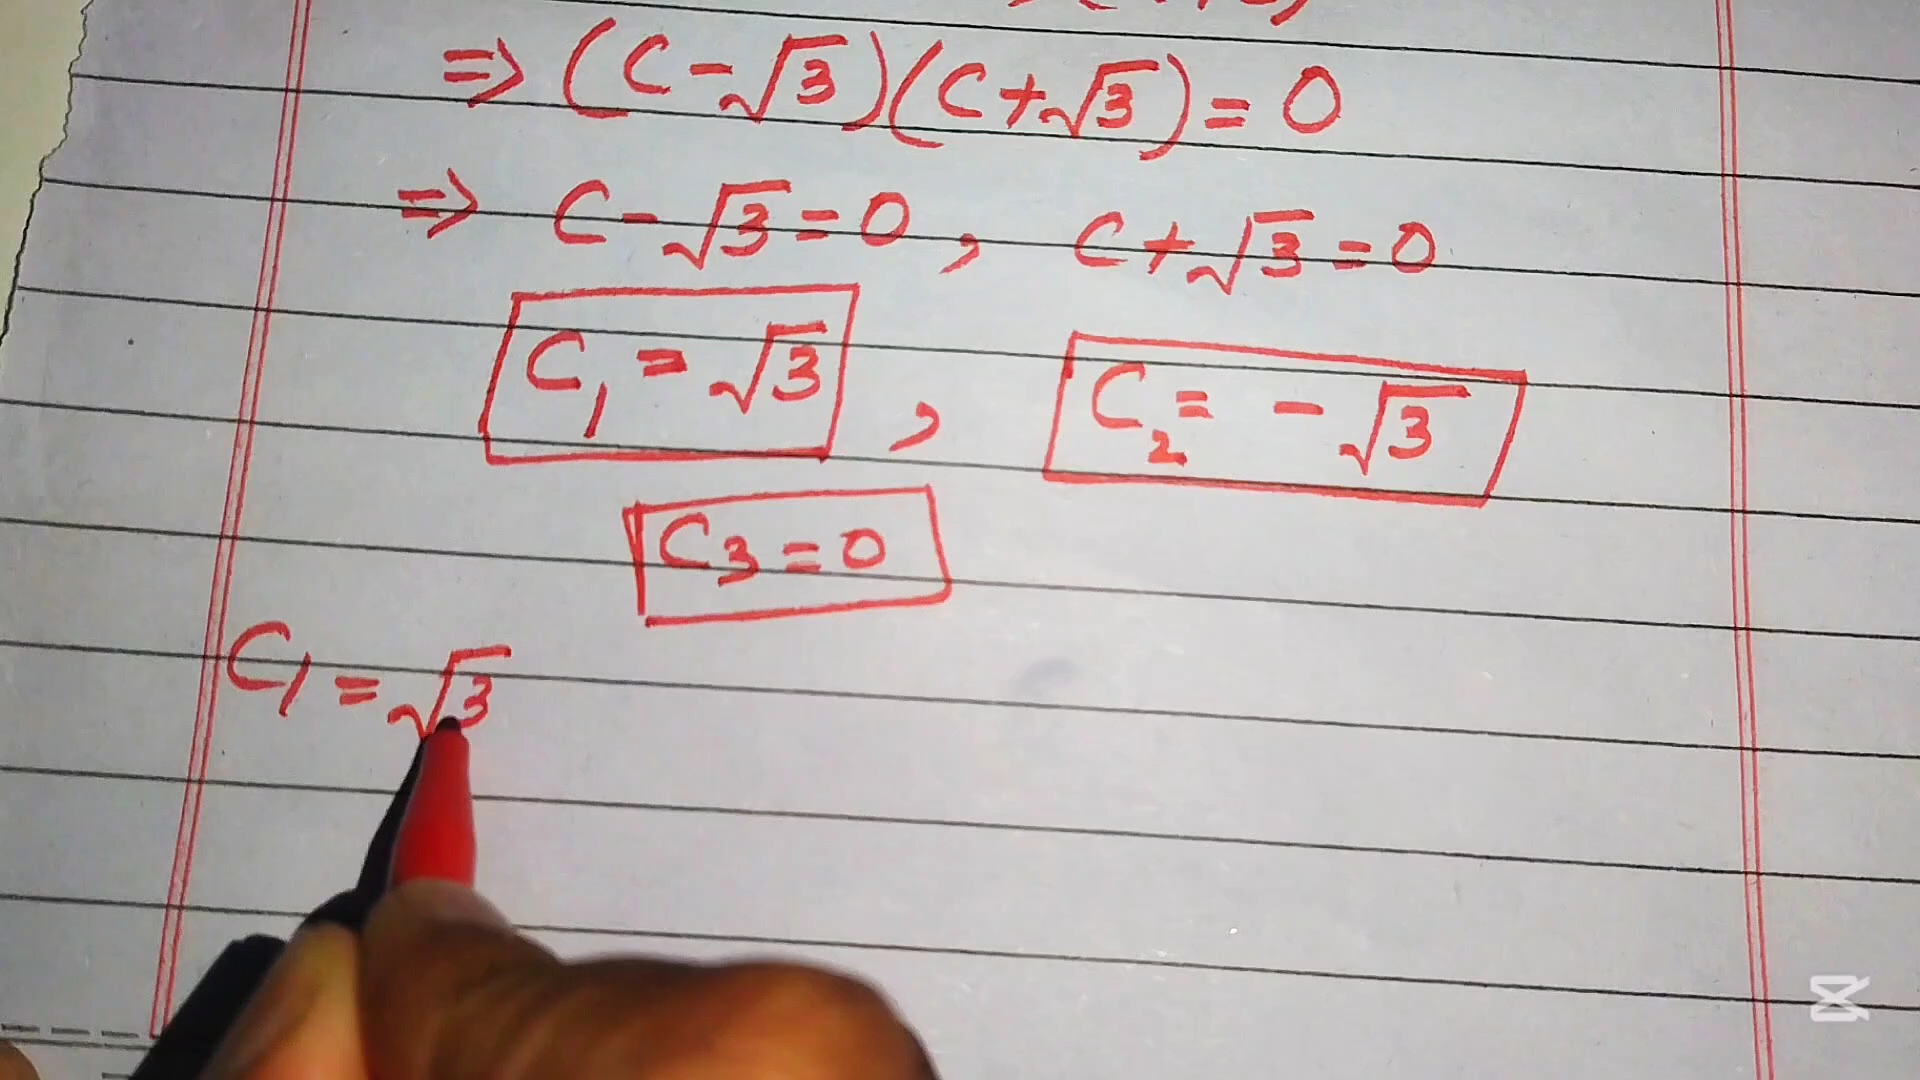 ⇒ (C-√3)(C+√3) = 0
⇒ C-√3=0, C+√3=0
C₁ = √3, C₂ = -√3
C₃=0
C₁ = √3